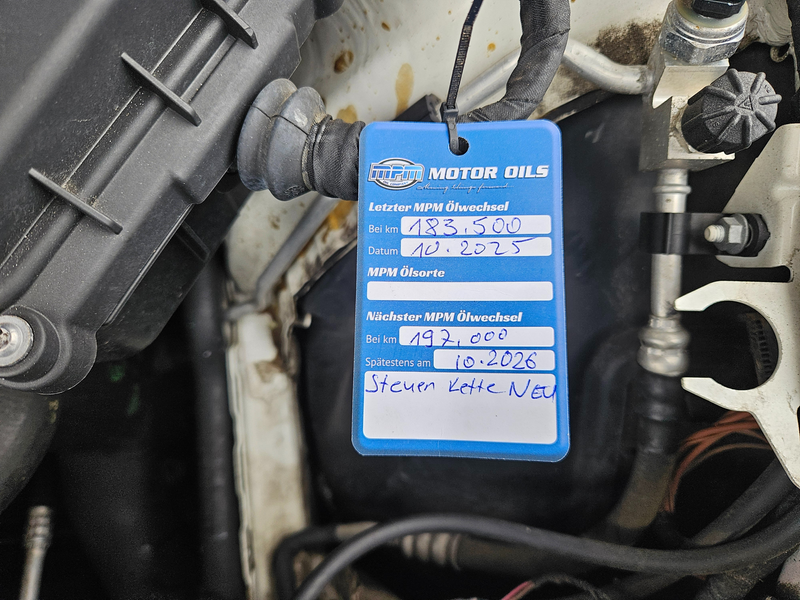 MPM MOTOR OILS
Letzter MPM Ölwechsel
Bei km 183.500
Datum 10.2025
MPM Ölsorte
Nächster MPM Ölwechsel
Bei km 197.000
Spätestens am 10.2026
Steuer Kette NEU